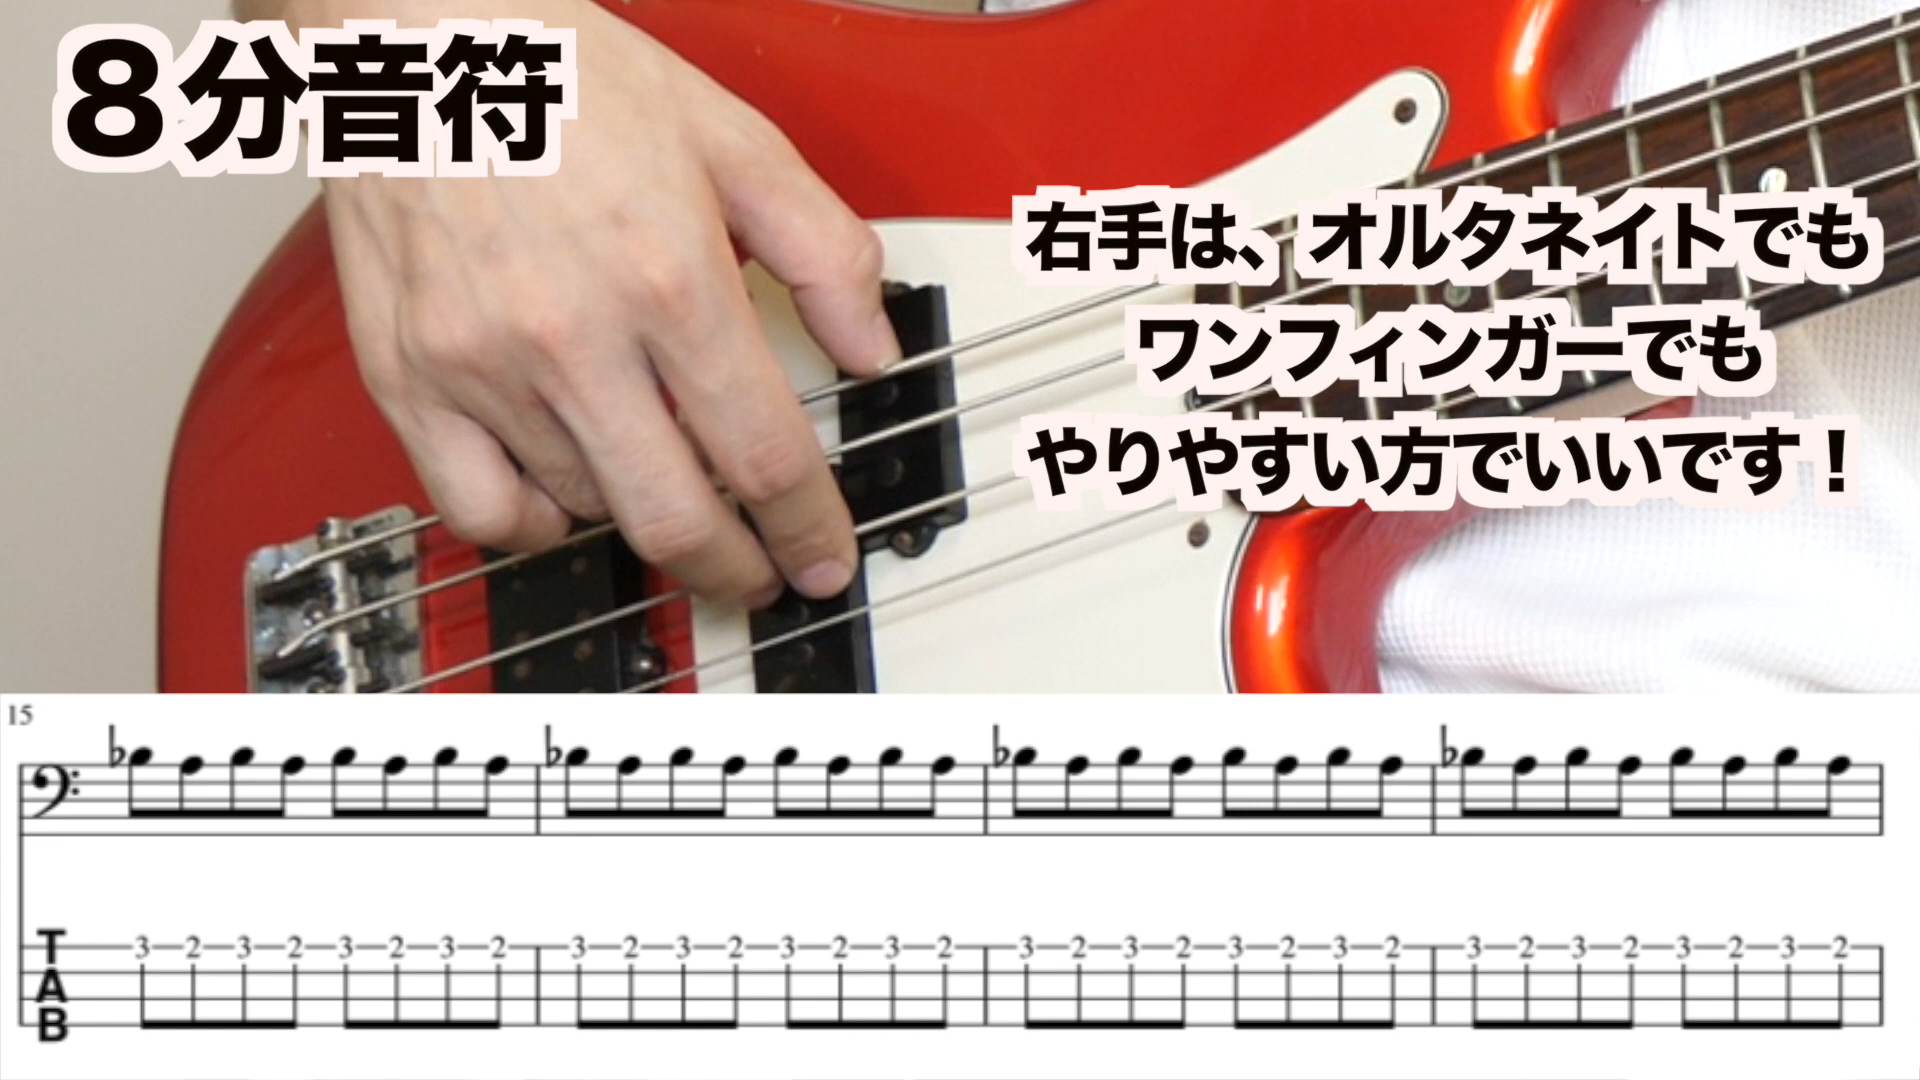 ８分音符
右手は、オルタネイトでも
ワンフィンガーでも
やりやすい方でいいです！
15
T 3 2 3 2 3 2 3 2 3 2 3 2 3 2 3 2 3 2 3 2 3 2 3 2 3 2 3 2 3 2 3 2
A
B